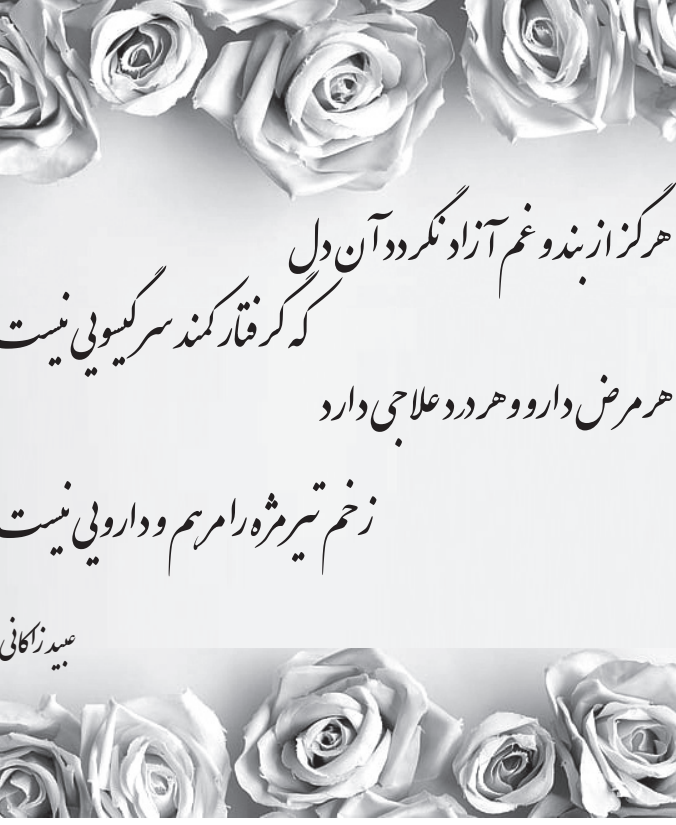 هرگز از بند و غم آزاد نگردد آن دل
که گرفتار کمند سر گیسویی نیست
هر مرض دارو و هر درد علاجی دارد
زخم تیر مژه را مرهم و دارویی نیست
عبید زاکانی